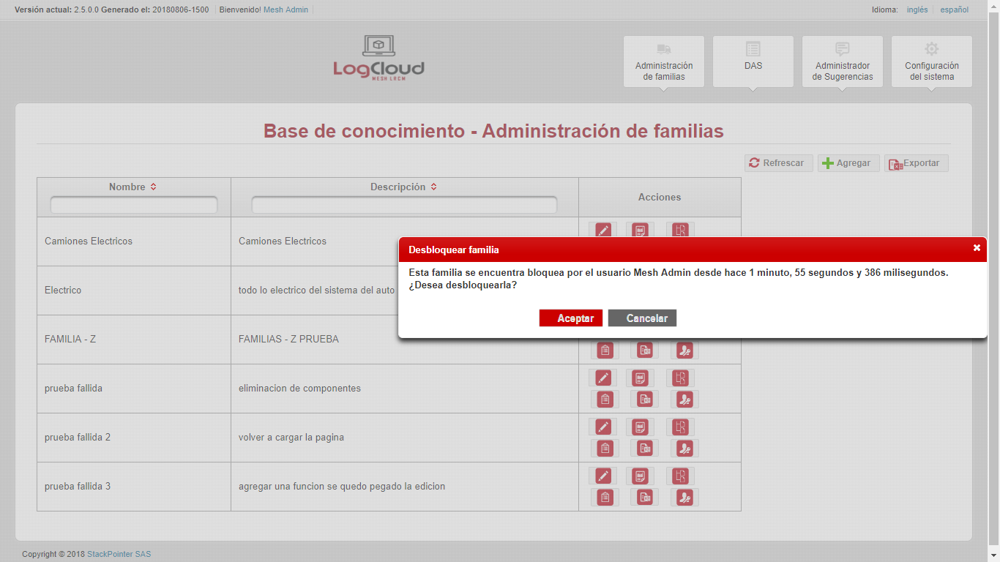 Versión actual: 2.5.0.0 Generado el: 20180806-1500 Bienvenido! Mesh Admin
Idioma: inglés español
LogCloud
MESH LRCM
Administración
de familias
DAS
Administrador
de Sugerencias
Configuración
del sistema
Base de conocimiento - Administración de familias
Refrescar Agregar Exportar
Nombre Descripción Acciones
Camiones Electricos Camiones Electricos
Electrico todo lo electrico del sistema del auto
Desbloquear familia
Esta familia se encuentra bloquea por el usuario Mesh Admin desde hace 1 minuto, 55 segundos y 386 milisegundos.
¿Desea desbloquearla?
Aceptar Cancelar
FAMILIA - Z FAMILIAS - Z PRUEBA
prueba fallida eliminacion de componentes
prueba fallida 2 volver a cargar la pagina
prueba fallida 3 agregar una funcion se quedo pegado la edicion
Copyright © 2018 StackPointer SAS